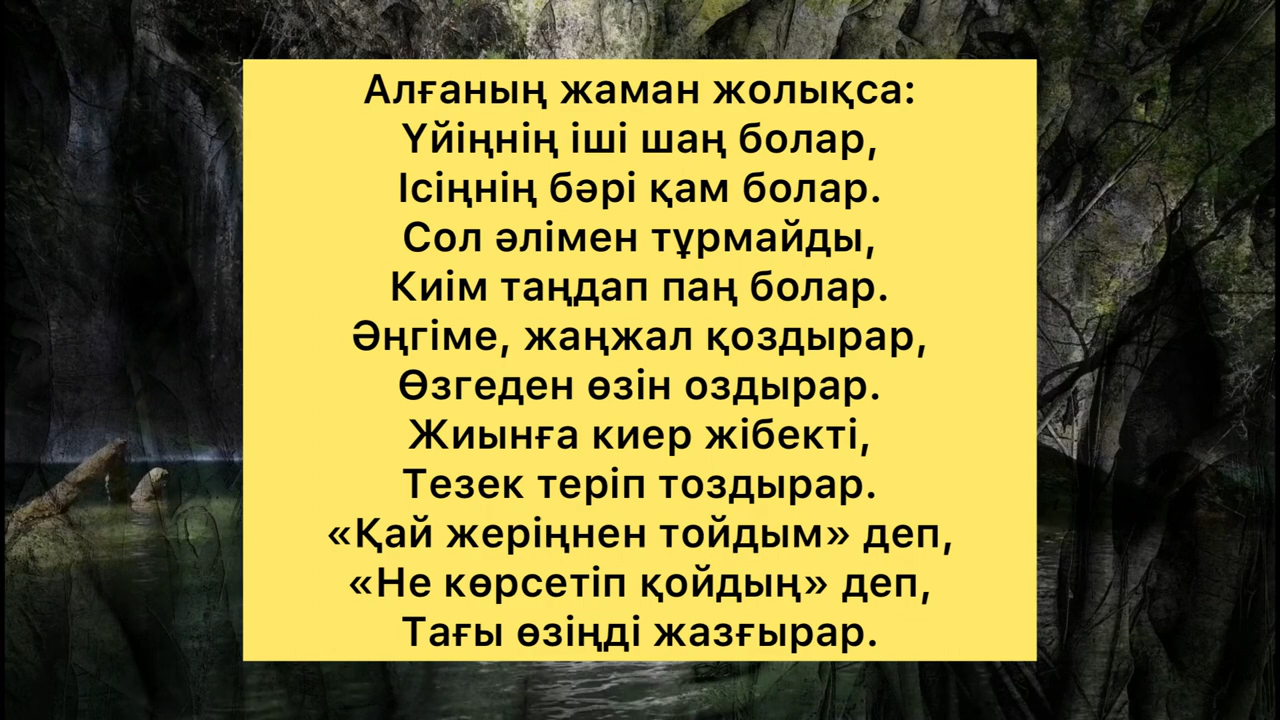 Алғаның жаман жолықса:
Үйіңнің іші шаң болар,
Ісіңнің бәрі қам болар.
Сол әлімен тұрмайды,
Киім таңдап паң болар.
Әңгіме, жаңжал қоздырар,
Өзгеден өзін оздырар.
Жиынға киер жібекті,
Тезек теріп тоздырар.
«Қай жеріңнен тойдым» деп,
«Не көрсетіп қойдың» деп,
Тағы өзіңді жазғырар.